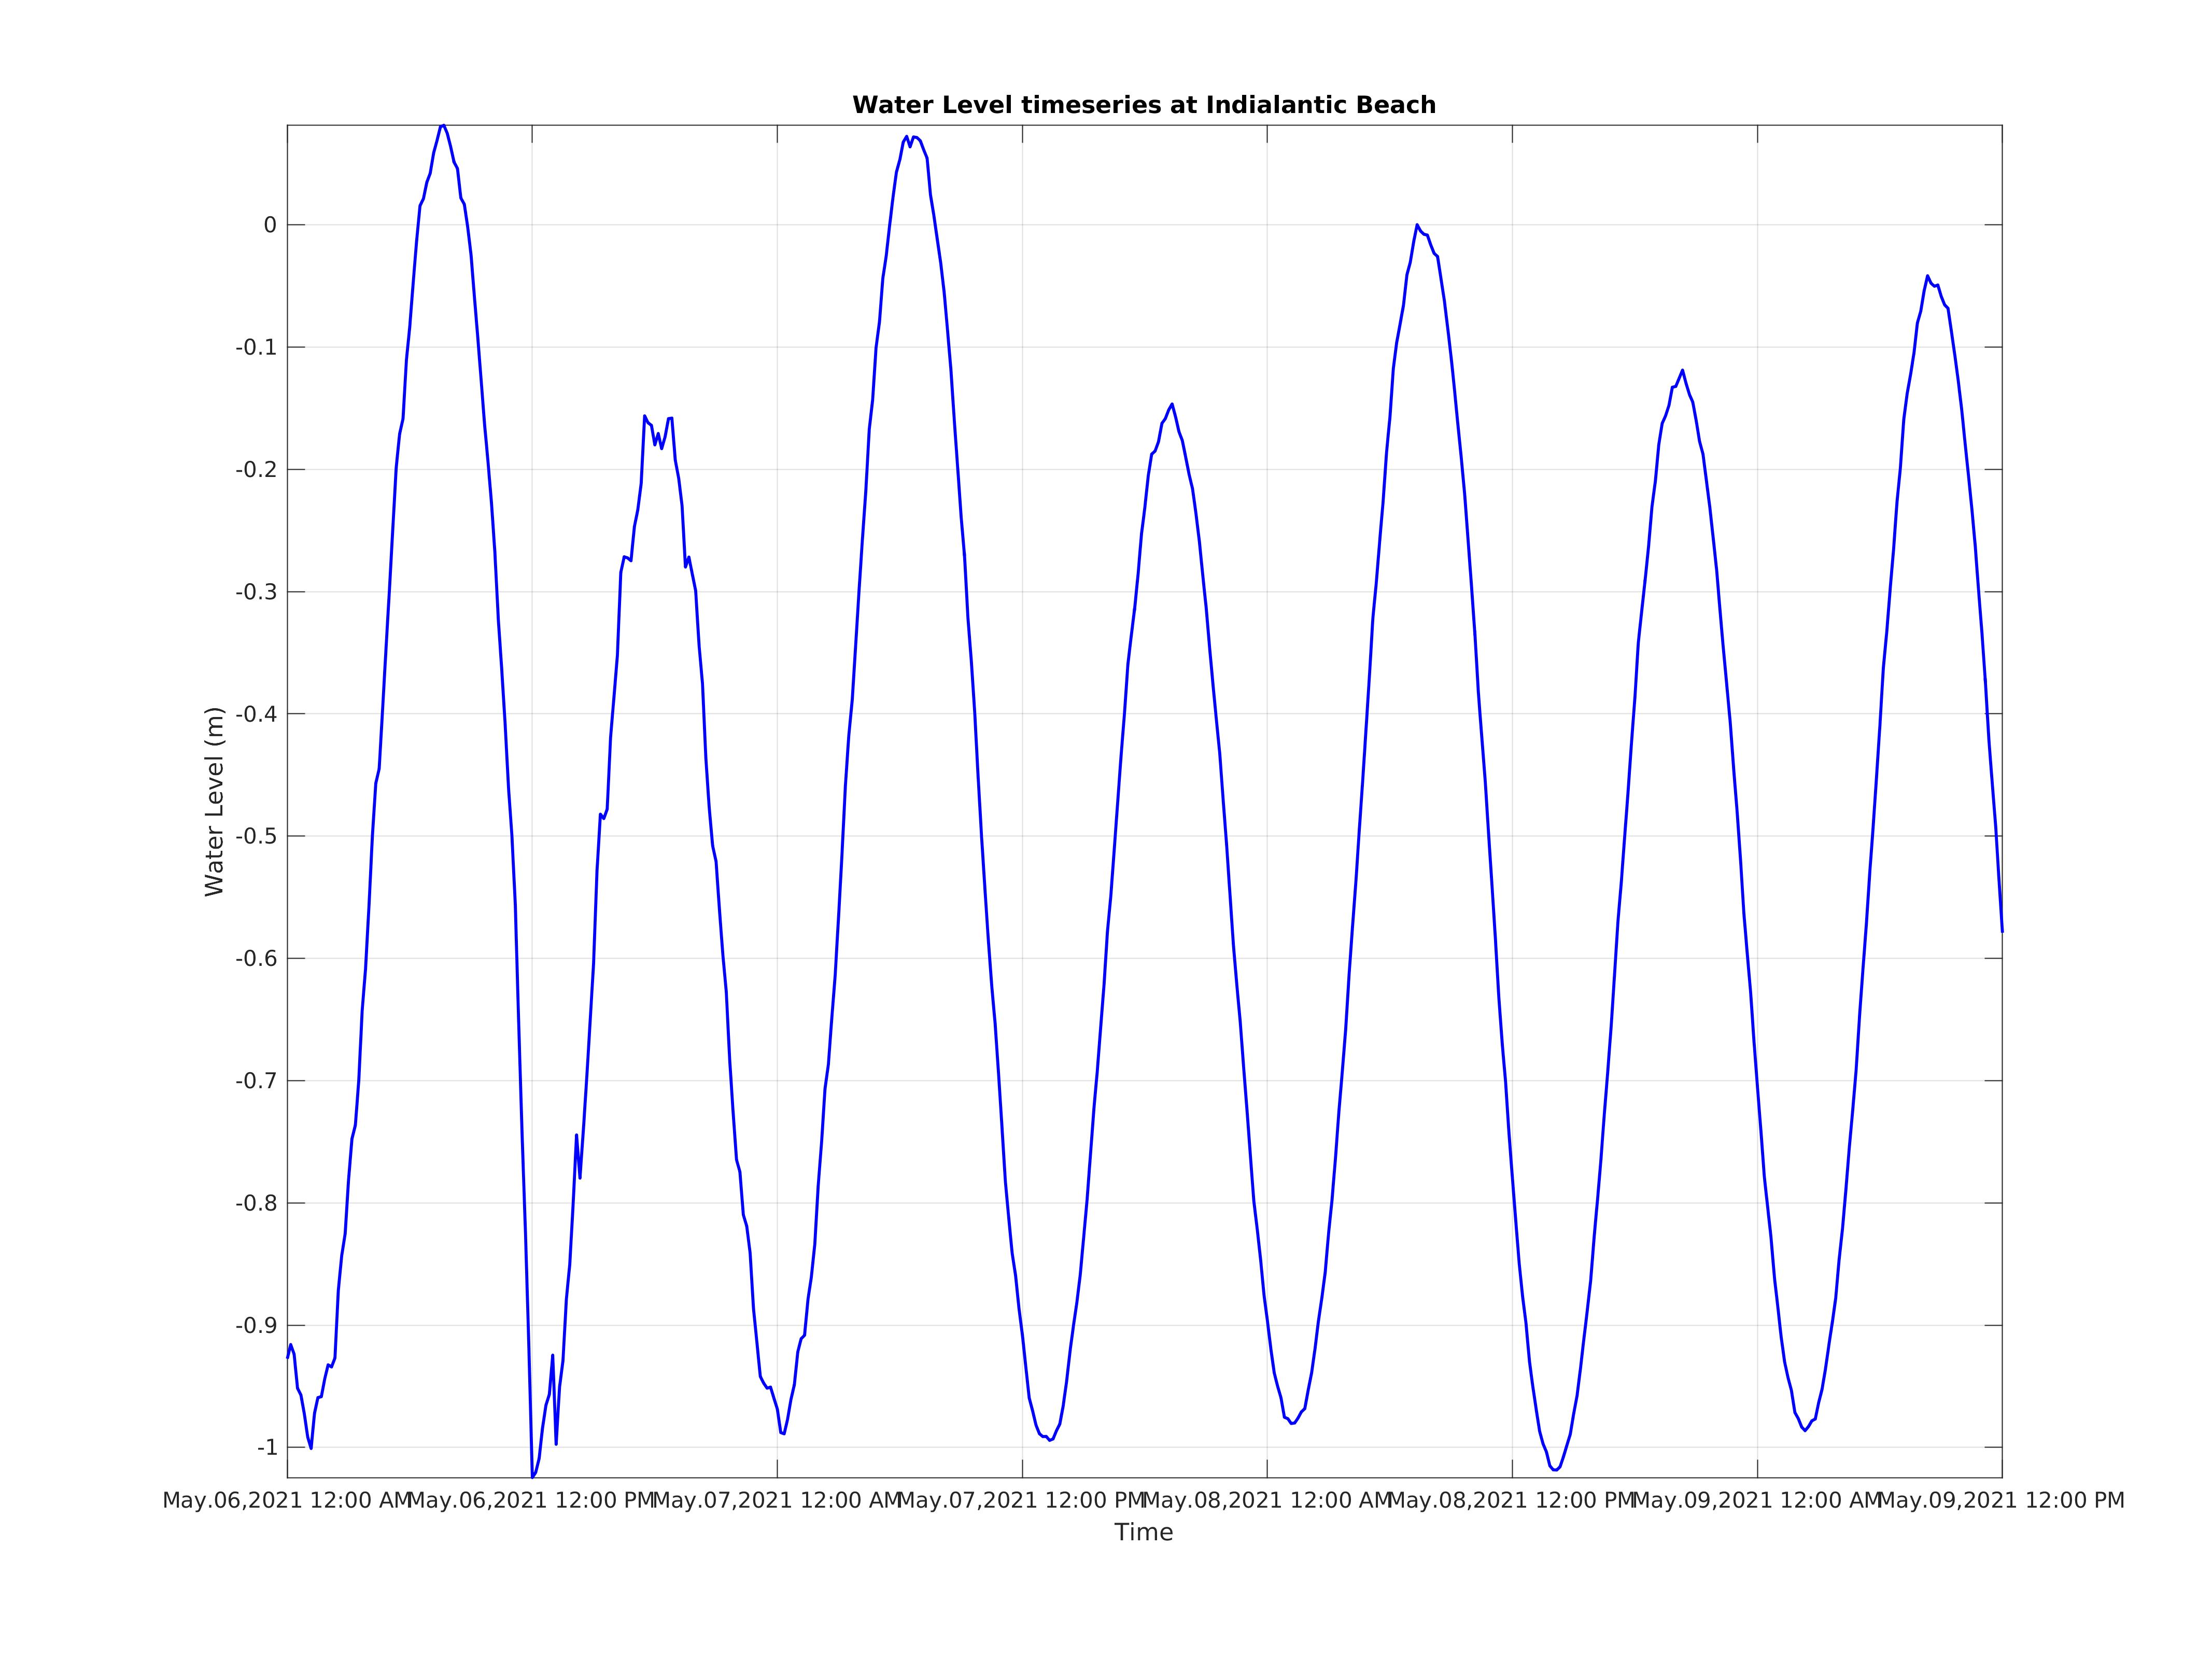 Water Level timeseries at Indialantic Beach
0
-0.1
-0.2
-0.3
-0.4
-0.5
-0.6
-0.7
-0.8
-0.9
-1
Water Level (m)
May.06,2021 12:00 AM May.06,2021 12:00 PM May.07,2021 12:00 AM May.07,2021 12:00 PM May.08,2021 12:00 AM May.08,2021 12:00 PM May.09,2021 12:00 AM May.09,2021 12:00 PM
Time